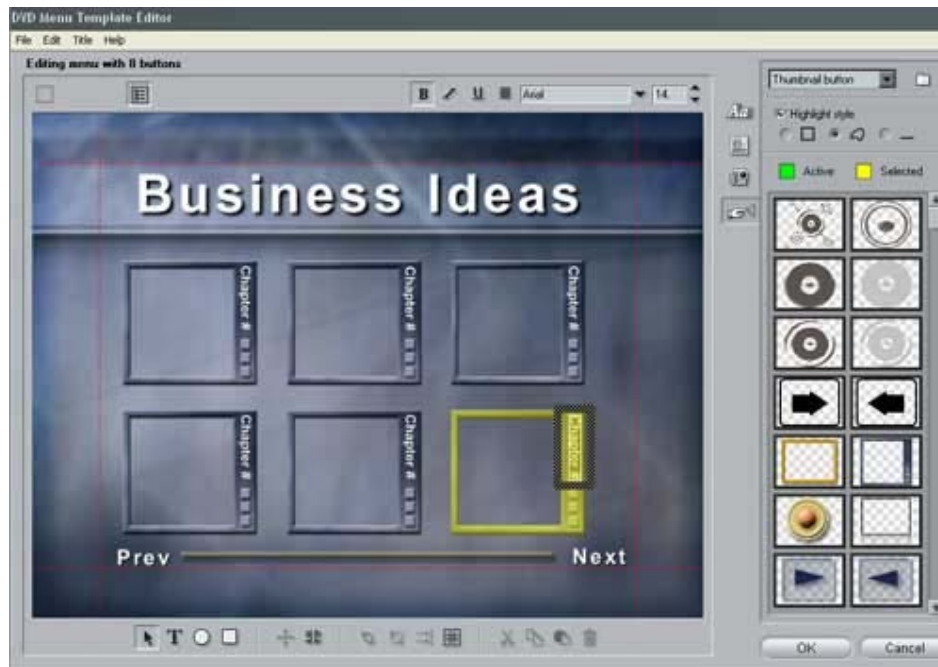 DVD Menu Template Editor
File Edit Title Help
Editing menu with 8 buttons
B U Arial 14
Thumbnail button
Highlight style
Active Selected
Business Ideas
Chapter #
Chapter #
Chapter #
Chapter #
Chapter #
Chapter #
Prev Next
T
OK Cancel